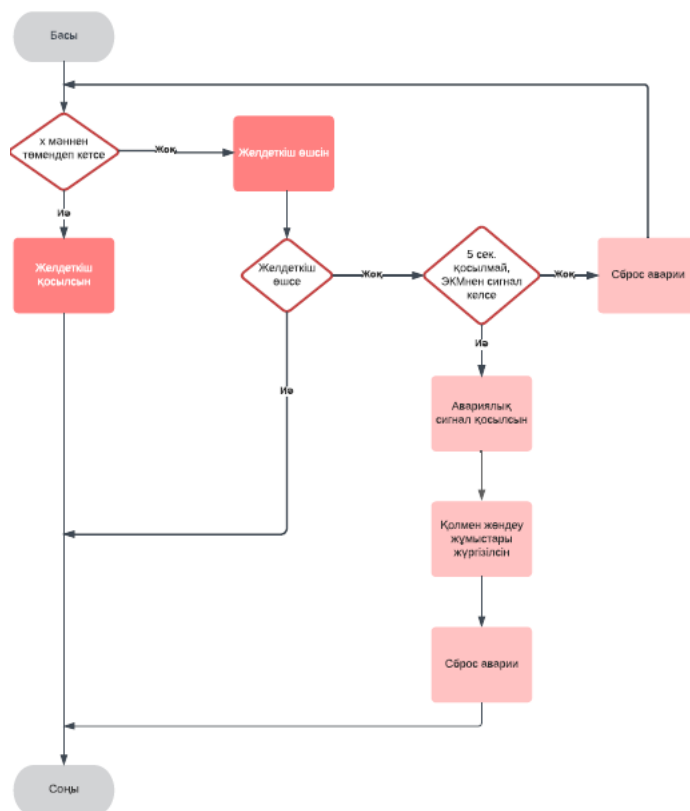 Басы
х мәннен
төмендеп кетсе
Жоқ
Желдеткіш өшсін
Иә
Желдеткіш
қосылсын
Желдеткіш
өшсе
Жоқ
5 сек.
қосылмай,
ЭКМнен сигнал
келсе
Жоқ
Сброс аварии
Иә
Иә
Авариялық
сигнал қосылсын
Қолмен жөндеу
жұмыстары
жүргізілсін
Сброс аварии
Соңы